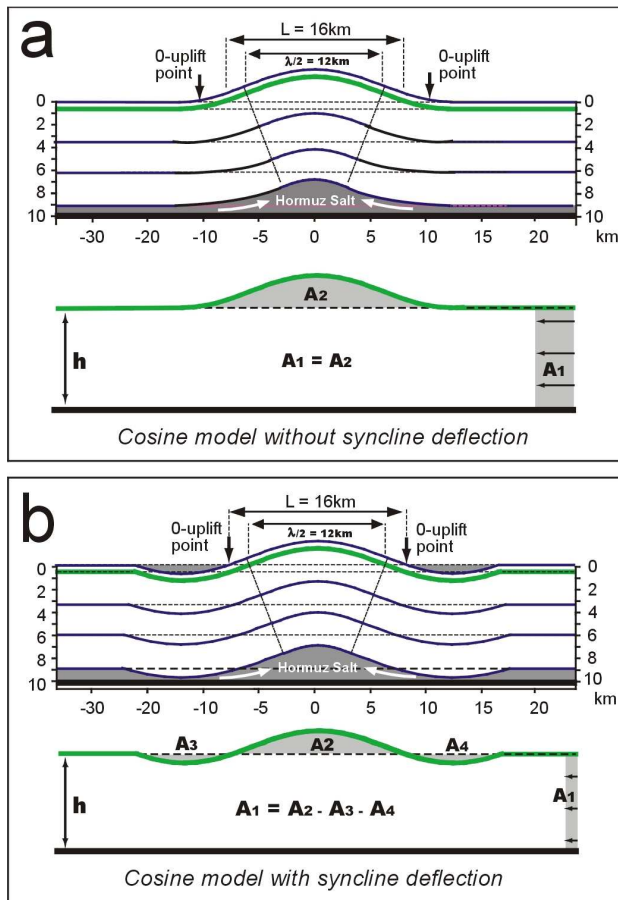 a
L = 16km
λ/2 = 12km
0-uplift
point
0-uplift
point
0
2
4
6
8
10
0
2
4
6
8
10
Hormuz Salt
-30 -20 -10 -5 0 5 10 15 20 km
A2
h
A1 = A2
A1
Cosine model without syncline deflection
b
L = 16km
λ/2 = 12km
0-uplift
point
0-uplift
point
0
2
4
6
8
10
0
2
4
6
8
10
Hormuz Salt
-30 -20 -10 -5 0 5 10 15 20 km
A3 A2 A4
h
A1 = A2 - A3 - A4
A1
Cosine model with syncline deflection